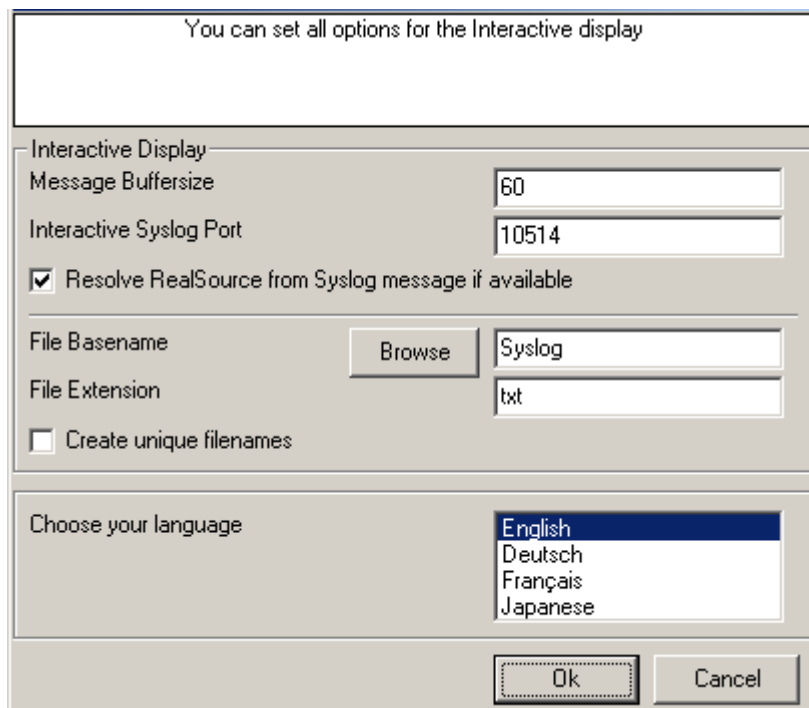 You can set all options for the Interactive display
Interactive Display
Message Buffersize
60
Interactive Syslog Port
10514
Resolve RealSource from Syslog message if available
File Basename
Browse
Syslog
File Extension
txt
Create unique filenames
Choose your language
English
Deutsch
Français
Japanese
Ok
Cancel